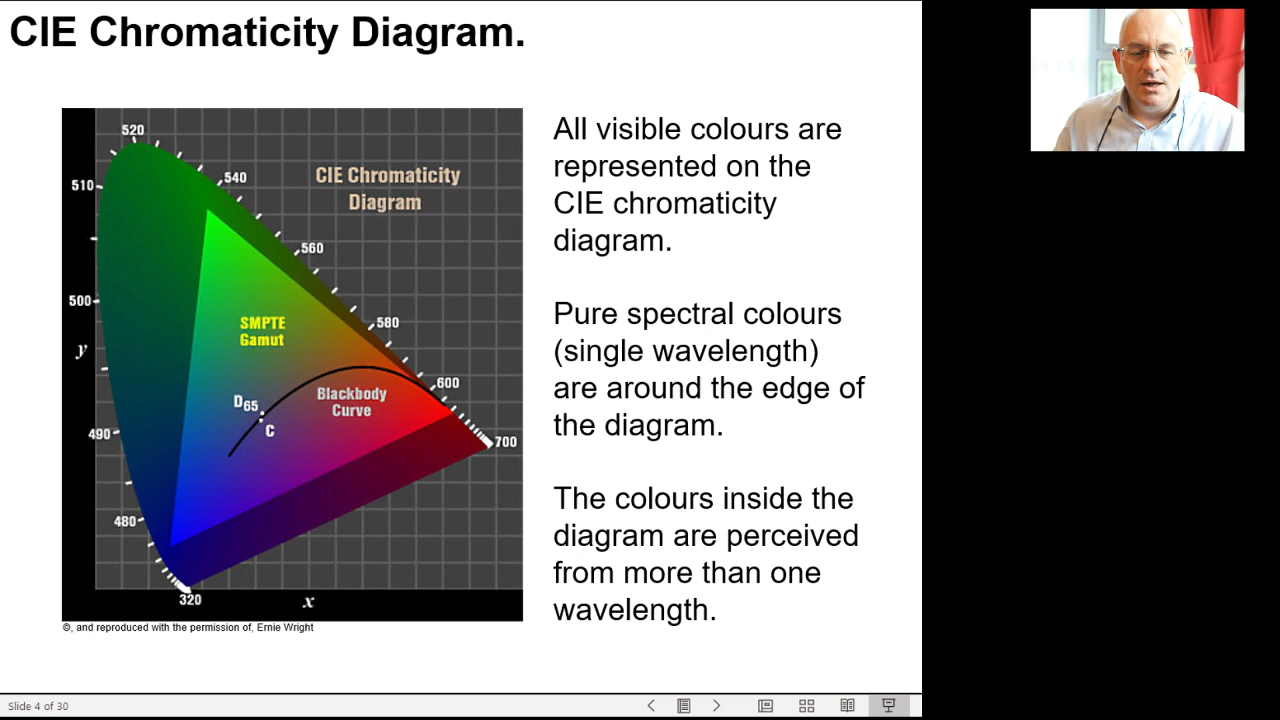 CIE Chromaticity Diagram.
520
510
540
CIE Chromaticity
Diagram
560
500
SMPTE
Gamut
580
y
600
Blackbody
Curve
D65
C
490
700
480
320
x
©, and reproduced with the permission of, Ernie Wright
All visible colours are
represented on the
CIE chromaticity
diagram.
Pure spectral colours
(single wavelength)
are around the edge of
the diagram.
The colours inside the
diagram are perceived
from more than one
wavelength.
Slide 4 of 30